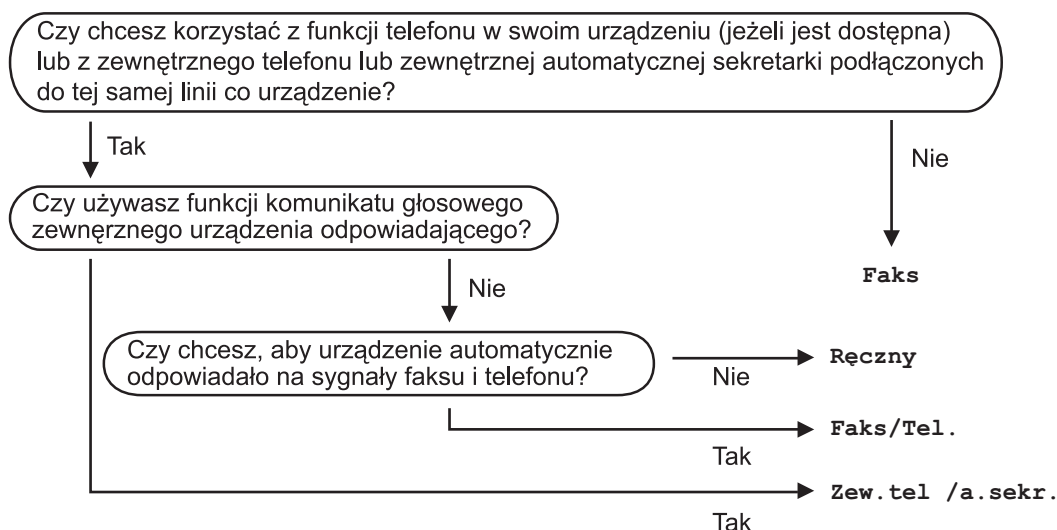 Czy chcesz korzystać z funkcji telefonu w swoim urządzeniu (jeżeli jest dostępna)
lub z zewnętrznego telefonu lub zewnętrznej automatycznej sekretarki podłączonych
do tej samej linii co urządzenie?
Tak
Nie
Czy używasz funkcji komunikatu głosowego
zewnęrznego urządzenia odpowiadającego?
Faks
Nie
Czy chcesz, aby urządzenie automatycznie
odpowiadało na sygnały faksu i telefonu?
Nie
Ręczny
Faks/Tel.
Tak
Zew.tel /a.sekr.
Tak